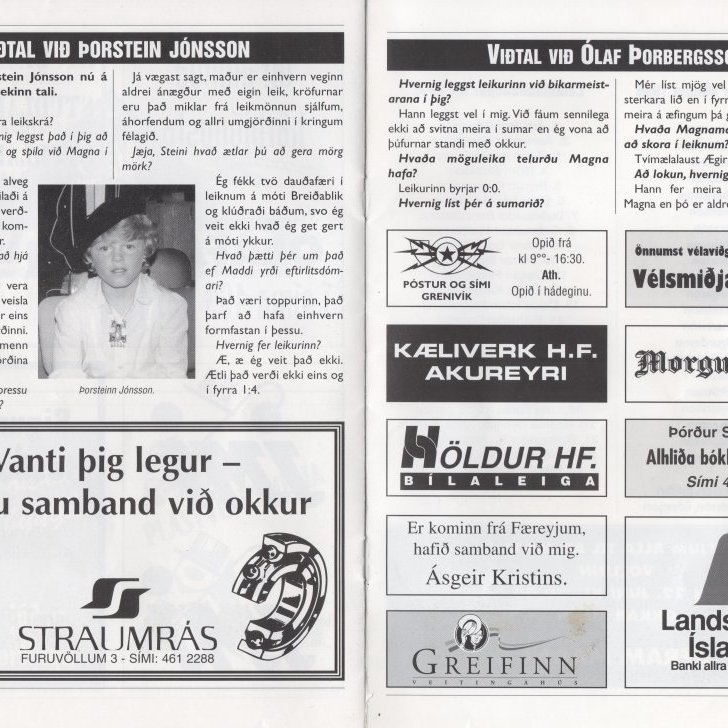 ÐTAL VIÐ ÞORSTEIN JÓNSSON
stein Jónsson nú á
ekinn tali.
ra leikskrá?
nig leggst það í þig að
og spila við Magna í
alveg
ilaði á
verð-
kom-
r.
að hjá
vera
veisla
r eins
ðinni.
menn
örðina
pressu
?
Þorsteinn Jónsson.
Já vægast sagt, maður er einhvern veginn
aldrei ánægður með eigin leik, kröfurnar
eru það miklar frá leikmönnum sjálfum,
áhorfendum og allri umgjörðinni í kringum
félagið.
Jæja, Steini hvað ætlar þú að gera mörg
mörk?
Ég fékk tvö dauðafæri í
leiknum á móti Breiðablik
og klúðraði báðum, svo ég
veit ekki hvað ég get gert
á móti ykkur.
Hvað þætti þér um það
ef Maddi yrði eftirlitsdóm-
ari?
Það væri toppurinn, það
þarf að hafa einhvern
formfastan í þessu.
Hvernig fer leikurinn?
Æ, æ ég veit það ekki.
Ætli það verði ekki eins og
í fyrra 1:4.
Vanti þig legur –
u samband við okkur
STRAUMRÁS
FURUVÖLLUM 3 - SÍMI: 461 2288
VIÐTAL VIÐ ÓLAF ÞORBERGSSO
Hvernig leggst leikurinn við bikarmeist-
arana í þig?
Hann leggst vel í mig. Við fáum sennilega
ekki að svitna meira í sumar en ég vona að
þúfurnar standi með okkur.
Hvaða möguleika telurðu Magna
hafa?
Leikurinn byrjar 0:0.
Hvernig líst þér á sumarið?
Mér líst mjög vel
sterkara lið en í fyrr
meira á æfingum þá g
Hvaða Magnam
að skora í leiknum?
Tvímælalaust Ægir
Að lokun, hvernig
Hann fer meira
Magna en þó er aldre
PÓSTUR OG SÍMI
GRENIVÍK
Opið frá
kl 9°°- 16:30.
Ath.
Opið í hádeginu.
KÆLIVERK H.F.
AKUREYRI
HÖLDUR HF.
BÍLALEIGA
Er kominn frá Færeyjum,
hafið samband við mig.
Ásgeir Kristins.
GREIFINN
VEITINGAHÚS
Önnumst vélaviðg
Vélsmiðja
Morgu
Þórður S
Alhliða bókh
Sími 4
Lands
Ísla
Banki allra